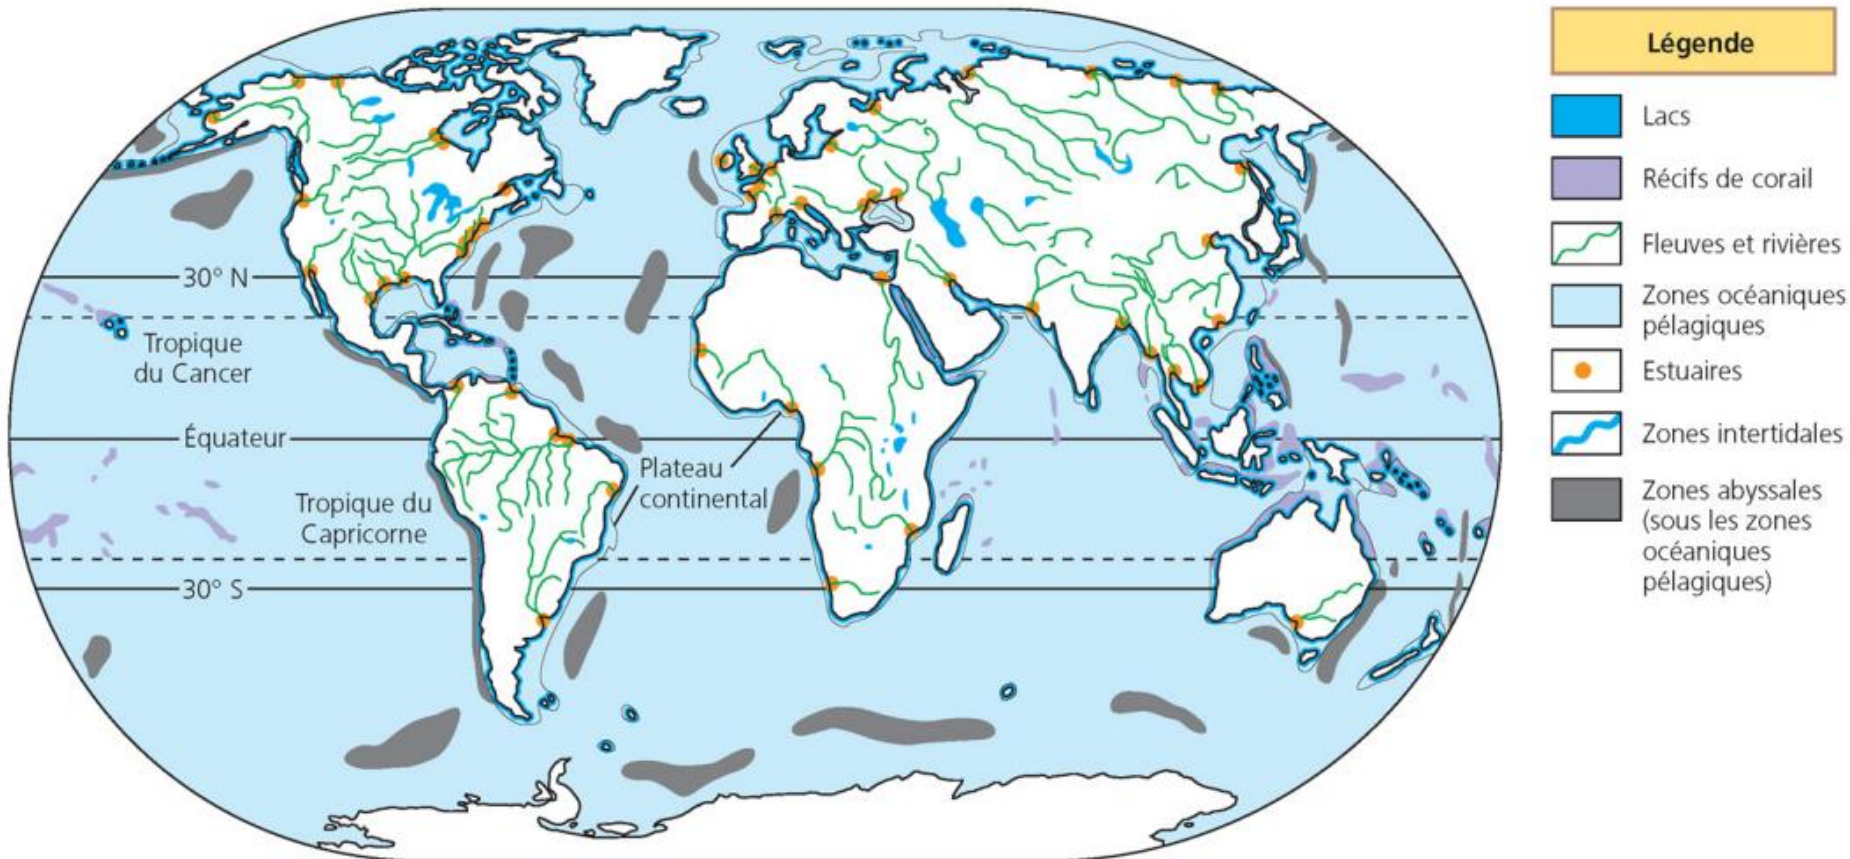 30° N
Tropique
du Cancer
Équateur
Plateau
continental
Tropique du
Capricorne
30° S
Légende
Lacs
Récifs de corail
Fleuves et rivières
Zones océaniques
pélagiques
Estuaires
Zones intertidales
Zones abyssales
(sous les zones
océaniques
pélagiques)